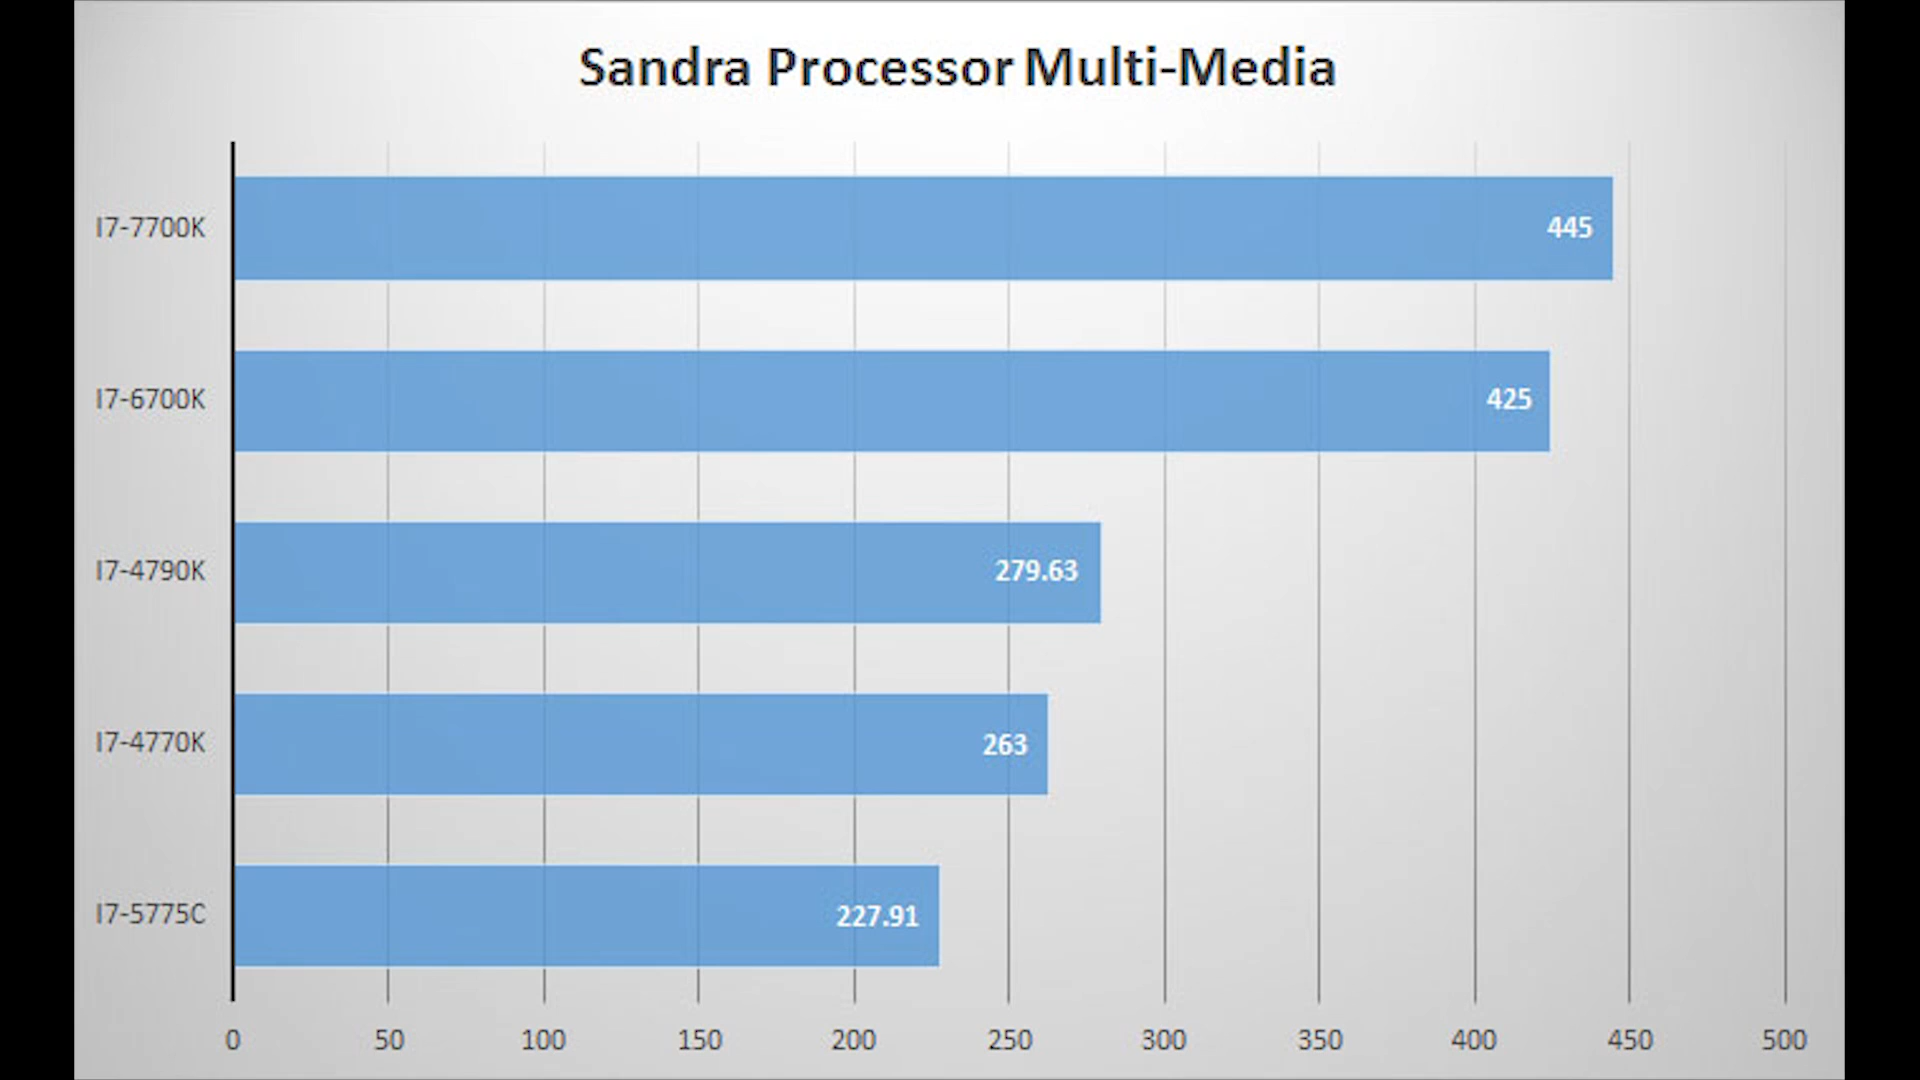 Sandra Processor Multi-Media
I7-7700K
445
I7-6700K
425
I7-4790K
279.63
I7-4770K
263
I7-5775C
227.91
0 50 100 150 200 250 300 350 400 450 500